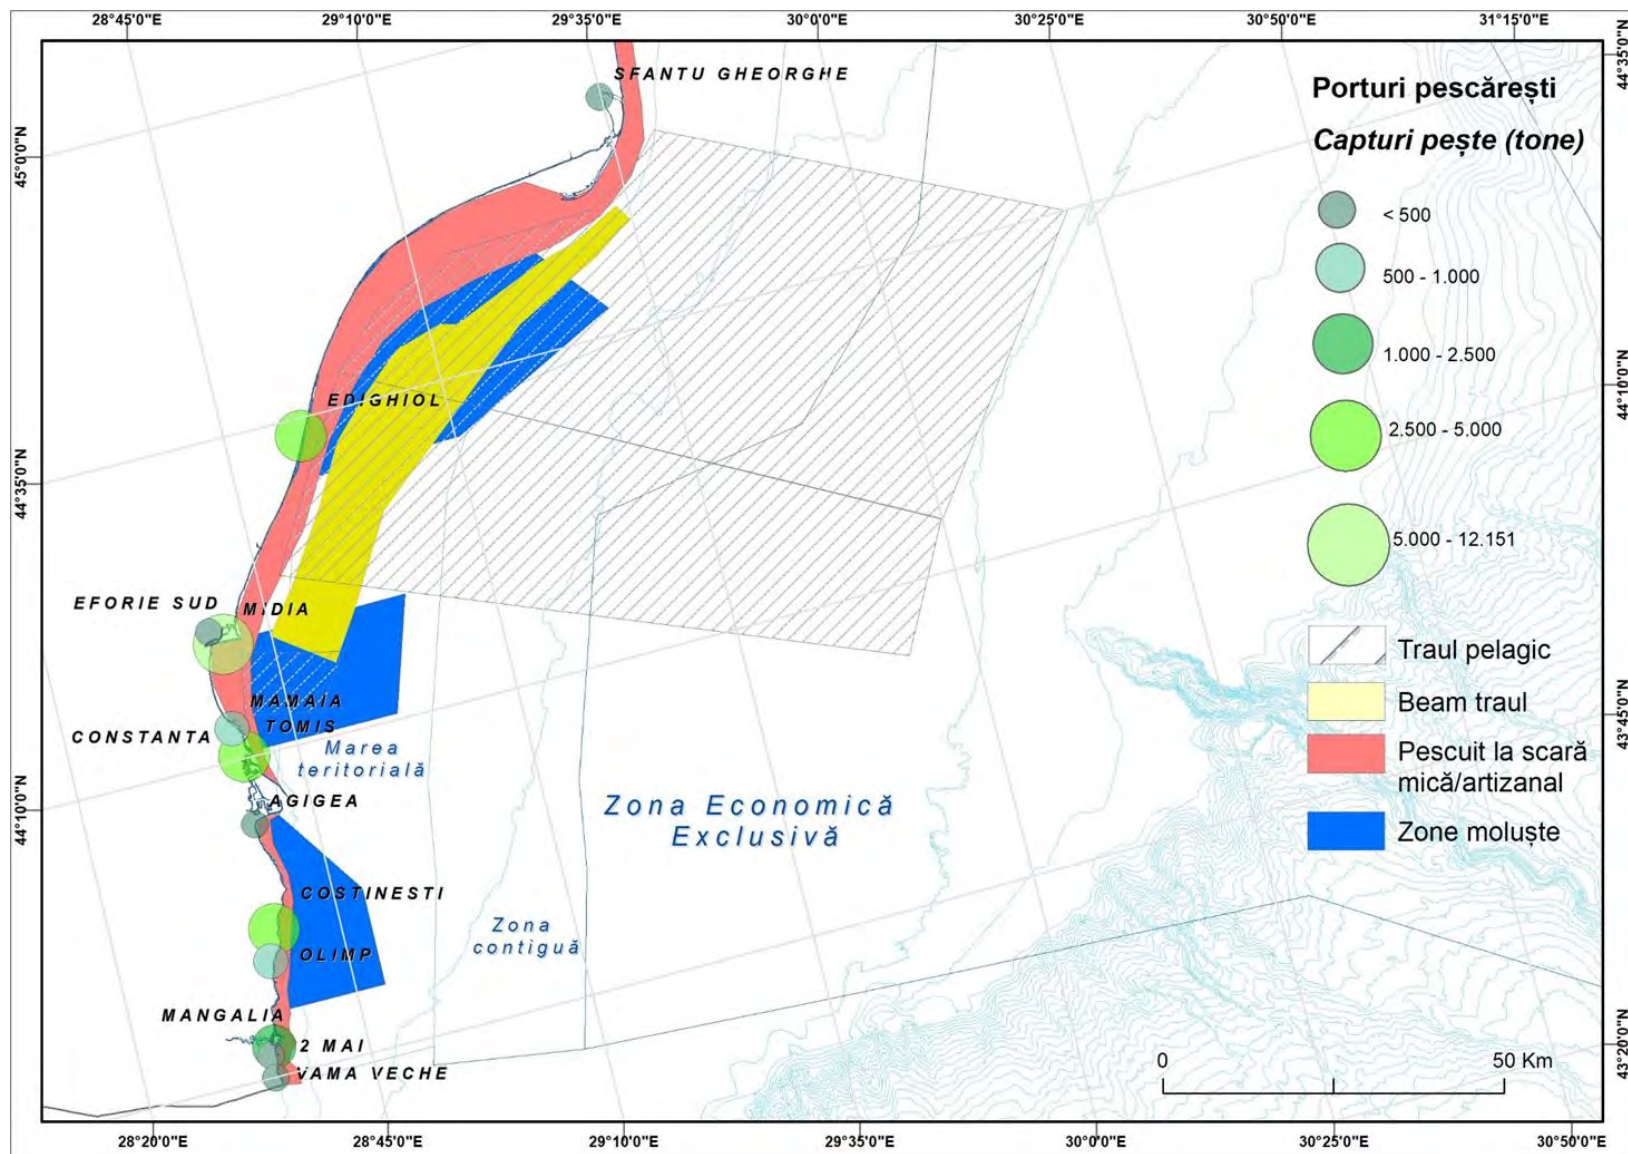 28°45'0"E
29°10'0"E
29°35'0"E
30°0'0"E
30°25'0"E
30°50'0"E
31°15'0"E
45°0'0"N
44°35'0"N
44°10'0"N
44°35'0"N
44°10'0"N
43°45'0"N
43°20'0"N
SFANTU GHEORGHE
EDIGHIOL
EFORIE SUD
MIDIA
MAMAIA
TOMIS
CONSTANTA
AGIGEA
COSTINESTI
OLIMP
MANGALIA
2 MAI
VAMA VECHE
Marea
teritorială
Zona Economică
Exclusivă
Zona
contiguă
Porturi pescărești
Capturi pește (tone)
< 500
500 - 1.000
1.000 - 2.500
2.500 - 5.000
5.000 - 12.151
Traul pelagic
Beam traul
Pescuit la scară
mică/artizanal
Zone moluște
0
50 Km
28°20'0"E
28°45'0"E
29°10'0"E
29°35'0"E
30°0'0"E
30°25'0"E
30°50'0"E